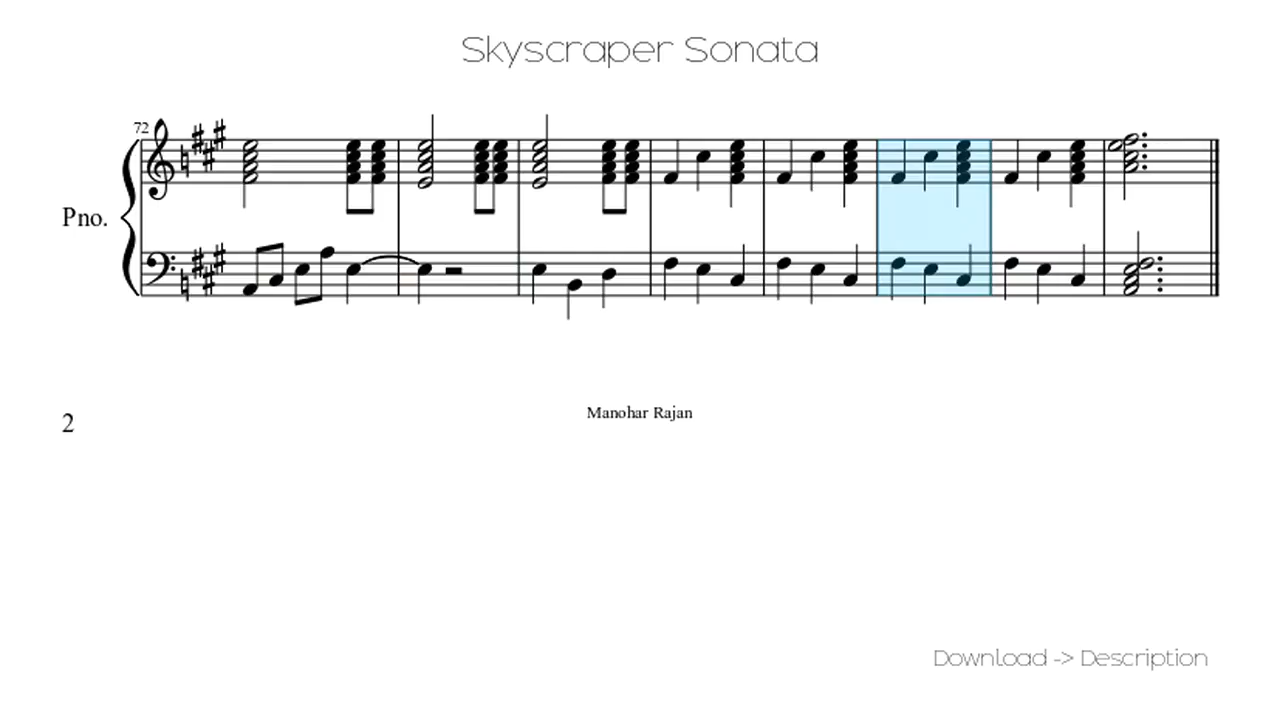 Skyscraper Sonata
72
Pno.
2
Manohar Rajan
Download -> Description